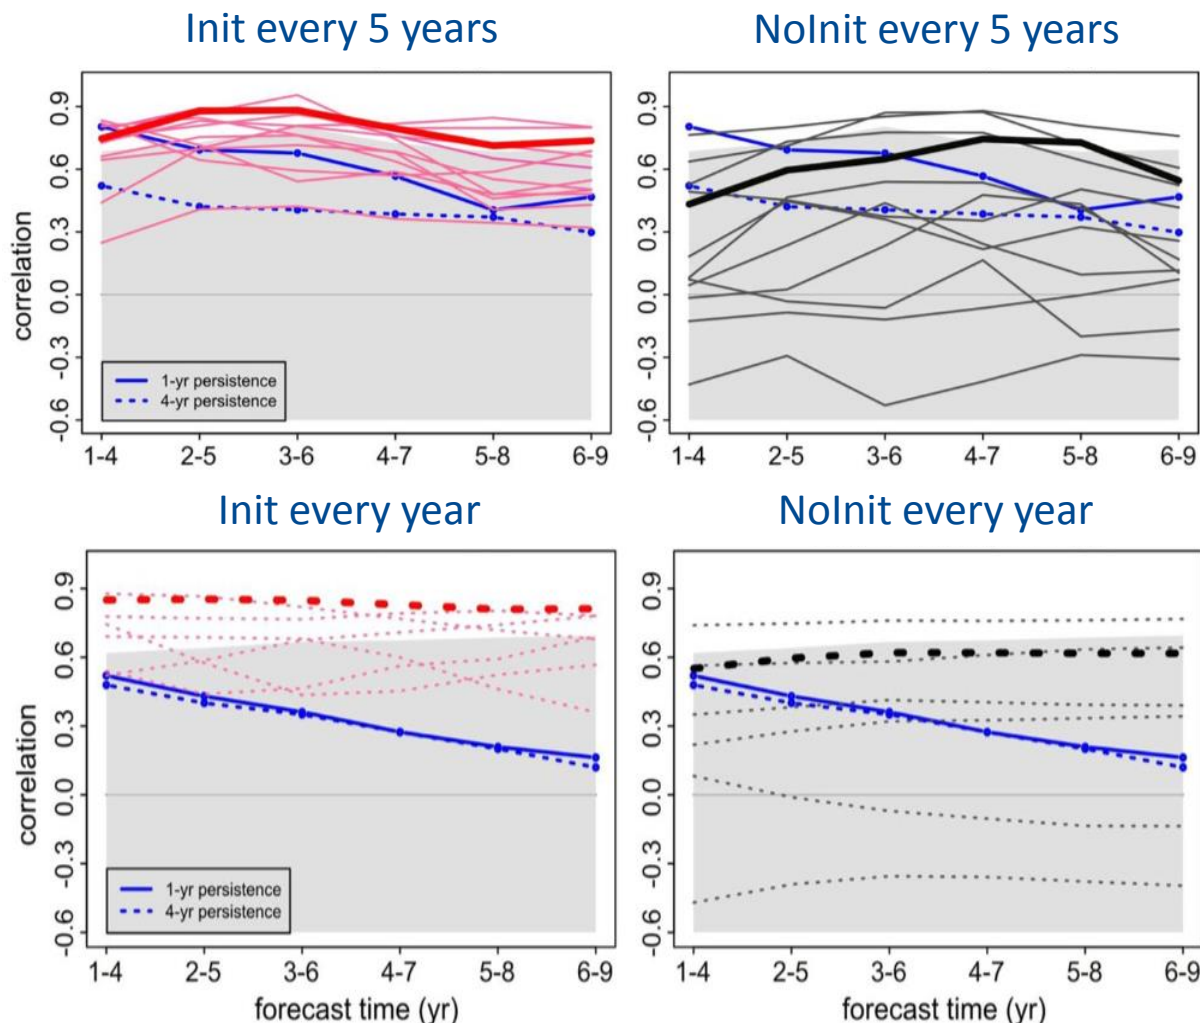 Init every 5 years
NoInit every 5 years
correlation
0.9
0.6
0.3
0.0
-0.3
-0.6
1-yr persistence
4-yr persistence
1-4 2-5 3-6 4-7 5-8 6-9
0.9
0.6
0.3
0.0
-0.3
-0.6
1-4 2-5 3-6 4-7 5-8 6-9
Init every year
NoInit every year
correlation
0.9
0.6
0.3
0.0
-0.3
-0.6
1-yr persistence
4-yr persistence
1-4 2-5 3-6 4-7 5-8 6-9
forecast time (yr)
0.9
0.6
0.3
0.0
-0.3
-0.6
1-4 2-5 3-6 4-7 5-8 6-9
forecast time (yr)